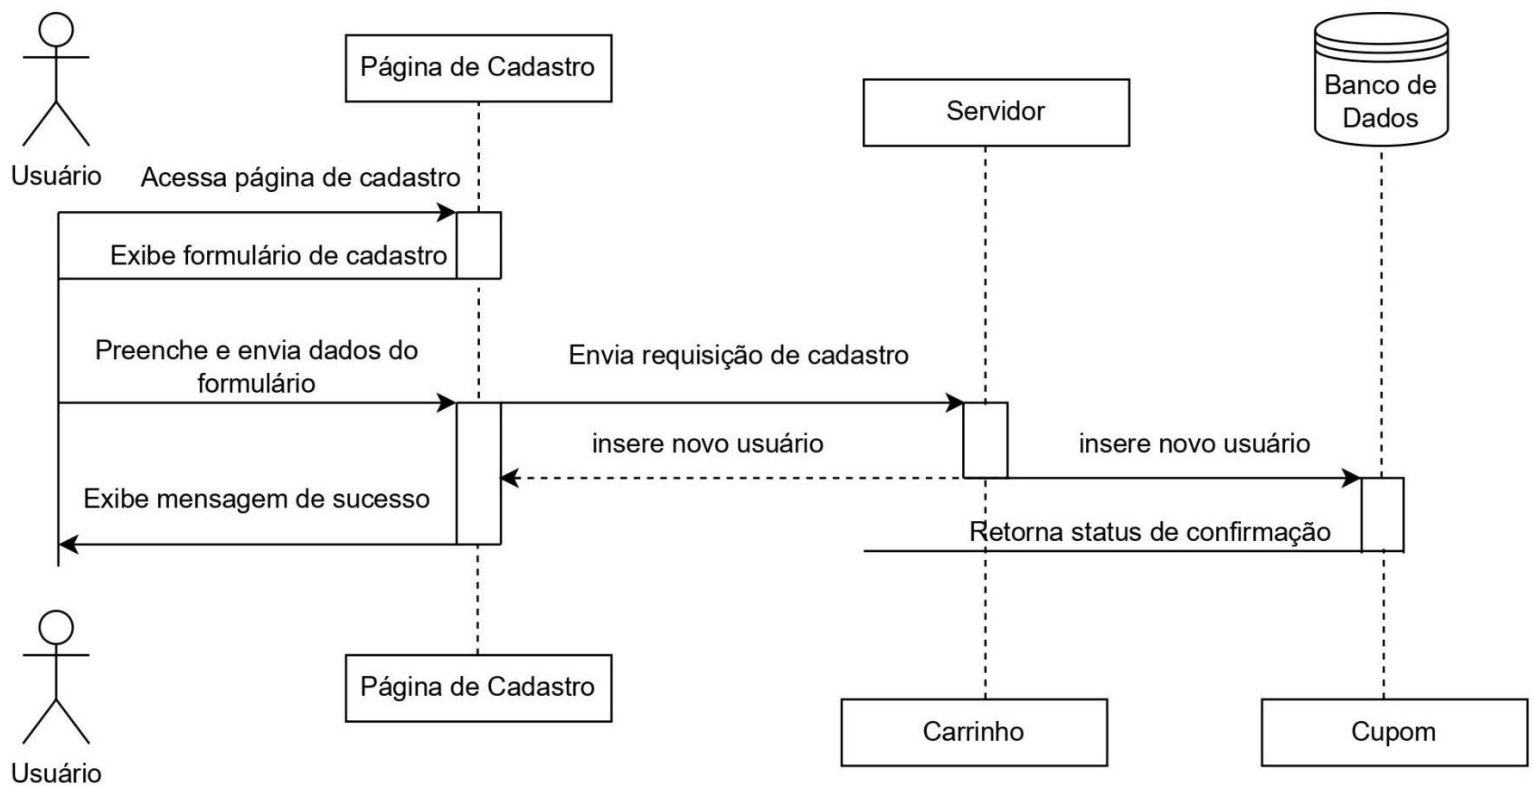 Página de Cadastro
Servidor
Banco de
Dados
Usuário
Acessa página de cadastro
Exibe formulário de cadastro
Preenche e envia dados do
formulário
Envia requisição de cadastro
insere novo usuário
insere novo usuário
Exibe mensagem de sucesso
Retorna status de confirmação
Página de Cadastro
Carrinho
Cupom
Usuário